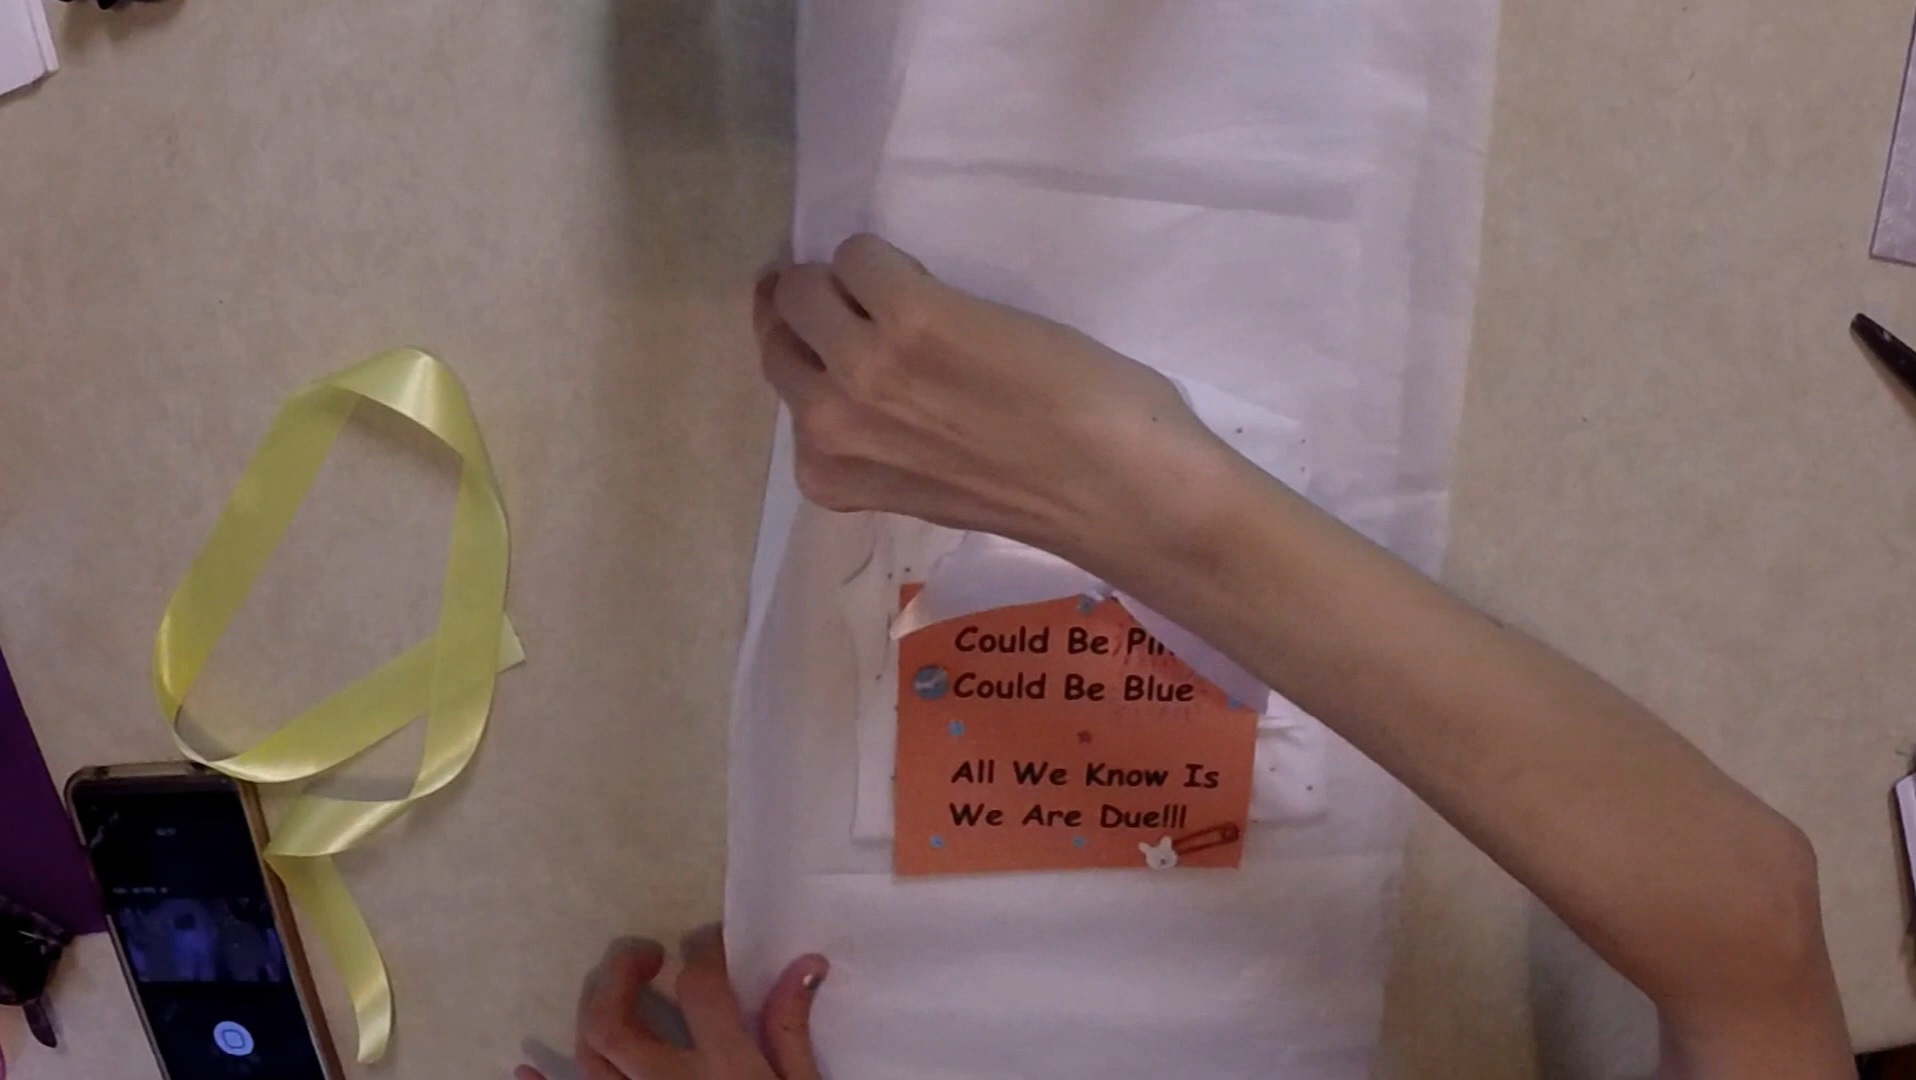 Could Be
Could Be Blue
All We Know Is
We Are Due!!!